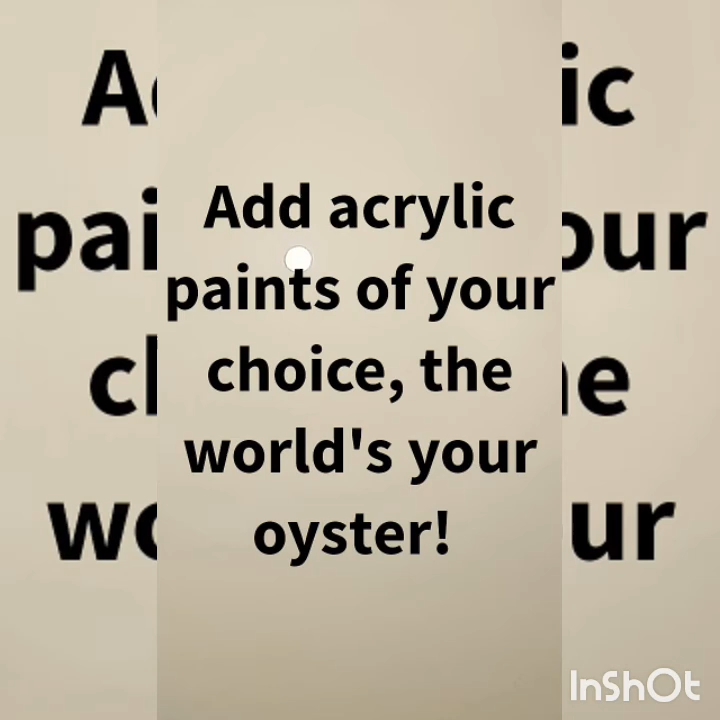 Add acrylic
paints of your
choice, the
world's your
oyster!
InShOt